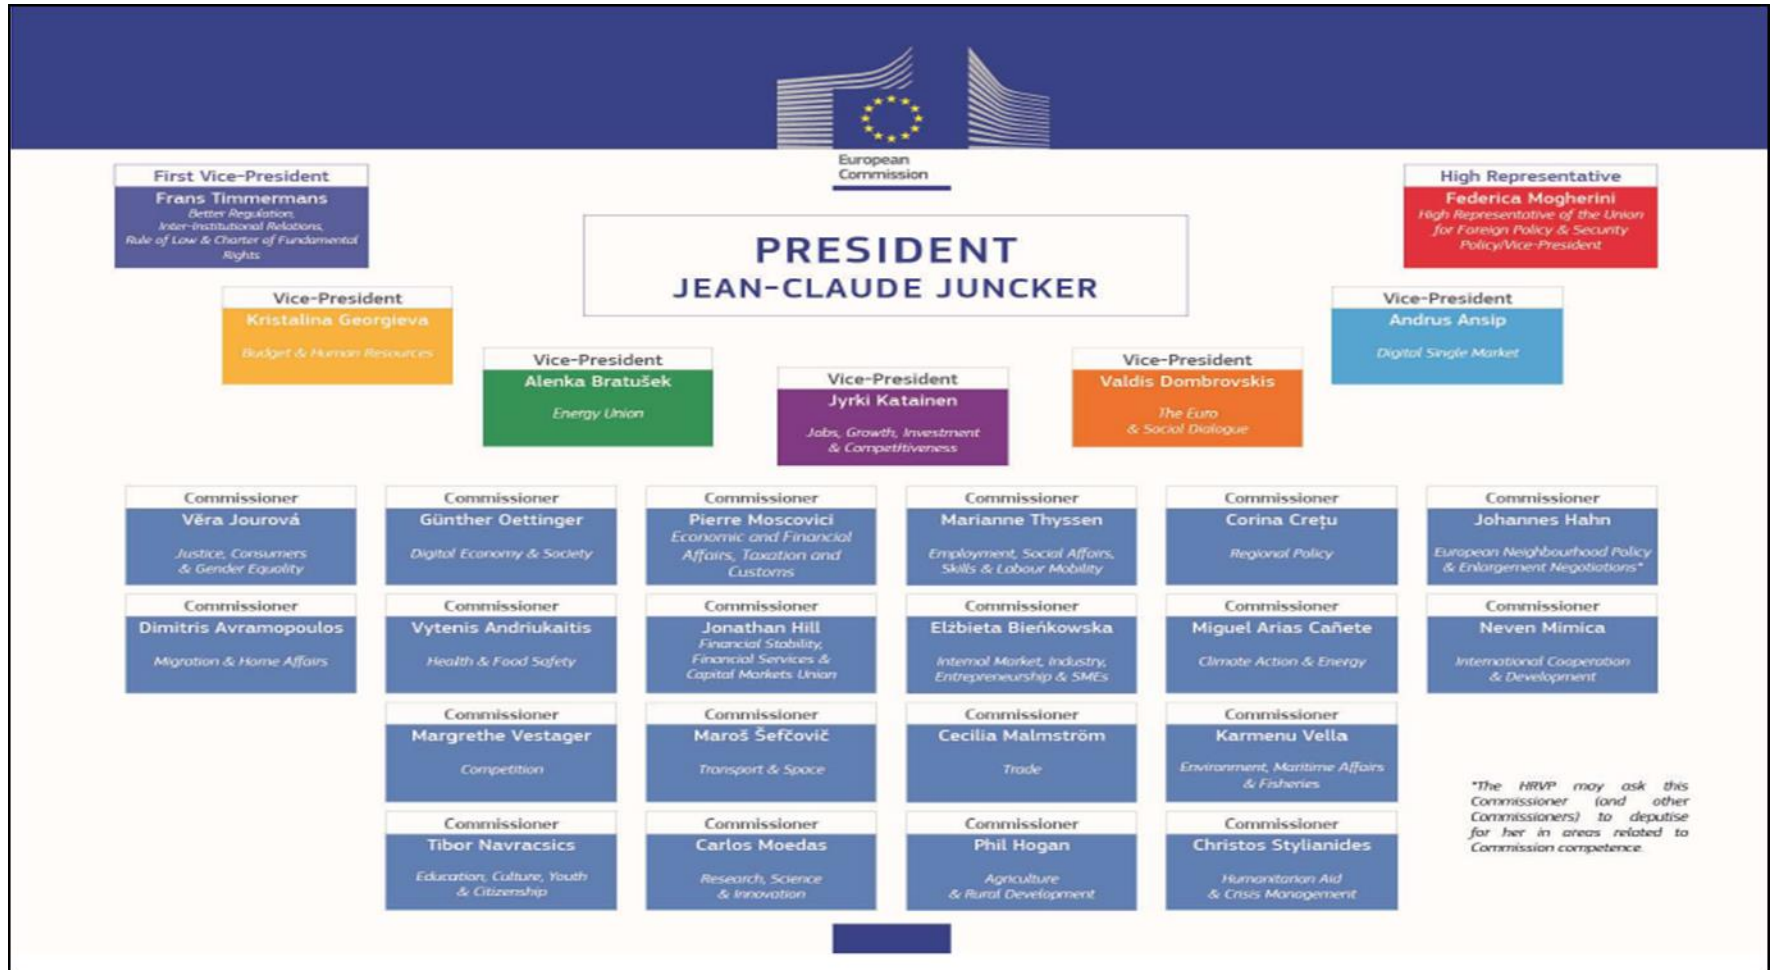 European
Commission
First Vice-President
Frans Timmermans
Better Regulation,
Inter-Institutional Relations,
Rule of Law & Charter of Fundamental
Rights
High Representative
Federica Mogherini
High Representative of the Union
for Foreign Policy & Security
Policy/Vice-President
PRESIDENT
JEAN-CLAUDE JUNCKER
Vice-President
Kristalina Georgieva
Budget & Human Resources
Vice-President
Andrus Ansip
Digital Single Market
Vice-President
Alenka Bratušek
Energy Union
Vice-President
Jyrki Katainen
Jobs, Growth, Investment
& Competitiveness
Vice-President
Valdis Dombrovskis
The Euro
& Social Dialogue
Commissioner
Věra Jourová
Justice, Consumers
& Gender Equality
Commissioner
Günther Oettinger
Digital Economy & Society
Commissioner
Pierre Moscovici
Economic and Financial
Affairs, Taxation and
Customs
Commissioner
Marianne Thyssen
Employment, Social Affairs,
Skills & Labour Mobility
Commissioner
Corina Crețu
Regional Policy
Commissioner
Johannes Hahn
European Neighbourhood Policy
& Enlargement Negotiations*
Commissioner
Dimitris Avramopoulos
Migration & Home Affairs
Commissioner
Vytenis Andriukaitis
Health & Food Safety
Commissioner
Jonathan Hill
Financial Stability,
Financial Services &
Capital Markets Union
Commissioner
Elżbieta Bieńkowska
Internal Market, Industry,
Entrepreneurship & SMEs
Commissioner
Miguel Arias Cañete
Climate Action & Energy
Commissioner
Neven Mimica
International Cooperation
& Development
Commissioner
Margrethe Vestager
Competition
Commissioner
Maroš Šefčovič
Transport & Space
Commissioner
Cecilia Malmström
Trade
Commissioner
Karmenu Vella
Environment, Maritime Affairs
& Fisheries
Commissioner
Tibor Navracsics
Education, Culture, Youth
& Citizenship
Commissioner
Carlos Moedas
Research, Science
& Innovation
Commissioner
Phil Hogan
Agriculture
& Rural Development
Commissioner
Christos Stylianides
Humanitarian Aid
& Crisis Management
*The HRVP may ask this
Commissioner (and other
Commissioners) to deputise
for her in areas related to
Commission competence.